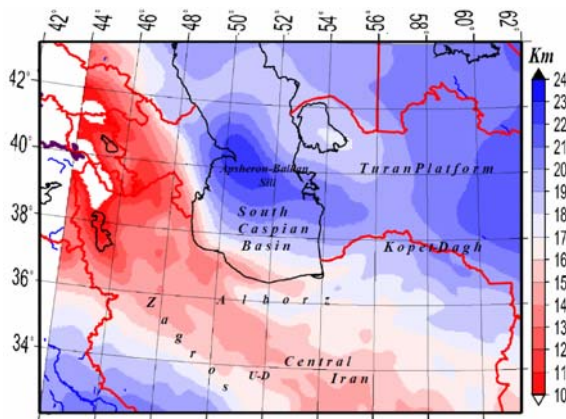 42° 44° 46° 48° 50° 52° 54° 56° 58° 60° 62°
Km
42°
40°
38°
36°
34°
24
23
22
21
20
19
18
17
16
15
14
13
12
11
10
Apsheron-Balkan
Sill
Turan Platform
South
Caspian
Basin
Kopet-Dagh
Alborz
Zagros
U-D
Central
Iran